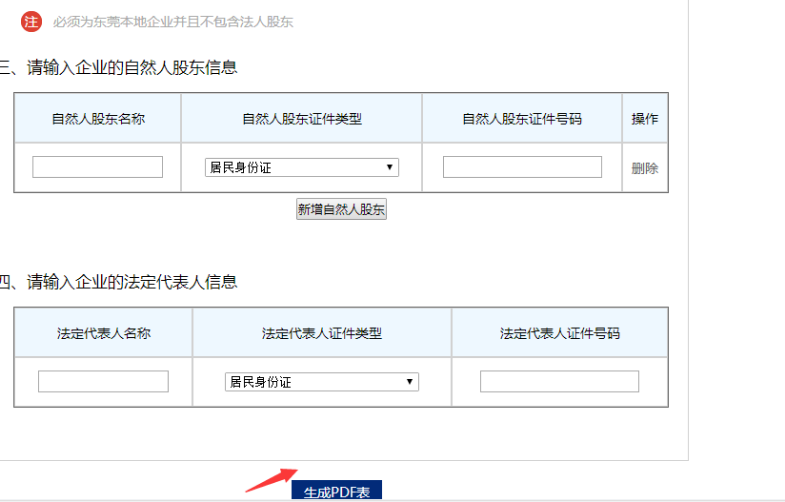 注 必须为东莞本地企业并且不包含法人股东
三、请输入企业的自然人股东信息
自然人股东名称 自然人股东证件类型 自然人股东证件号码 操作
居民身份证 删除
新增自然人股东
四、请输入企业的法定代表人信息
法定代表人名称 法定代表人证件类型 法定代表人证件号码
居民身份证
生成PDF表